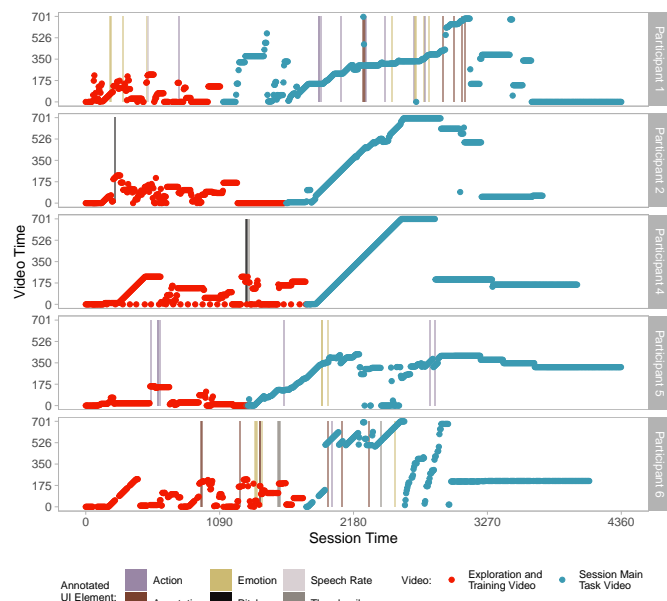 701
526
350
175
0
Participant 1
701
526
350
175
0
Participant 2
Video Time
701
526
350
175
0
Participant 4
701
526
350
175
0
Participant 5
701
526
350
175
0
Participant 6
0 1090 2180 3270 4360
Session Time
Annotated
UI Element:
Action
Emotion
Speech Rate
Video:
Exploration and
Training Video
Session Main
Task Video